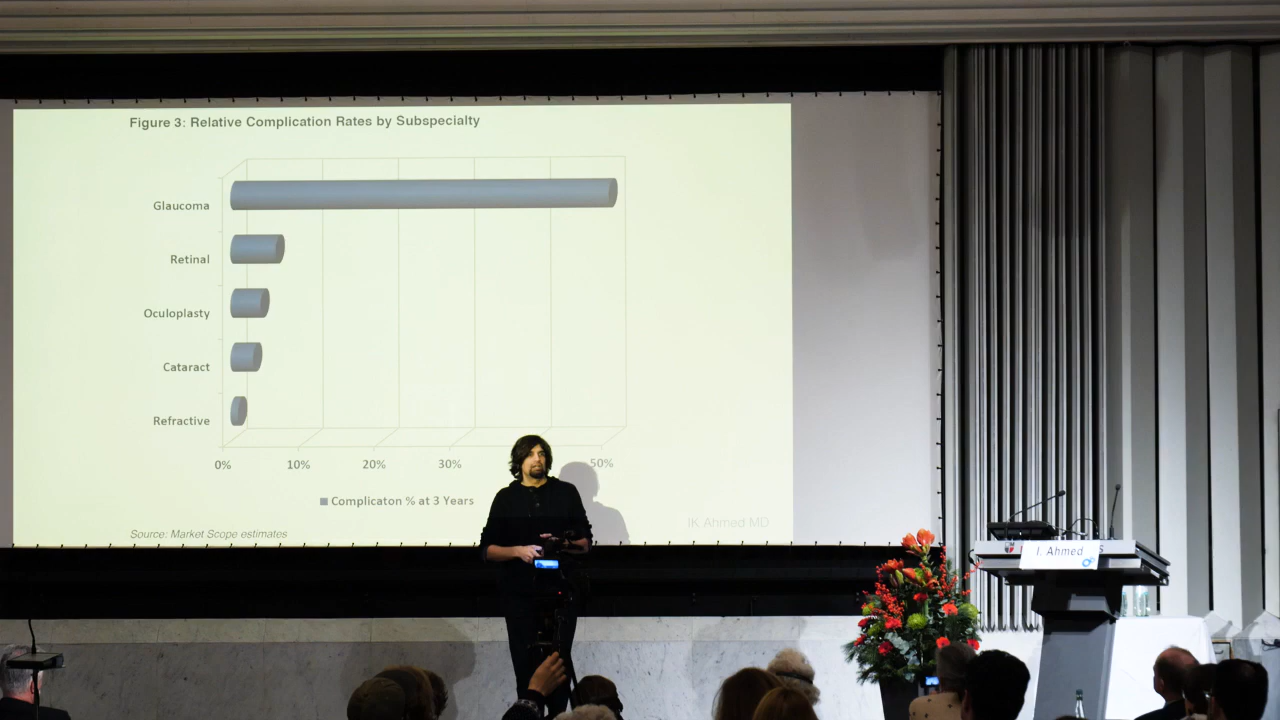 Figure 3: Relative Complication Rates by Subspecialty
Glaucoma
Retinal
Oculoplasty
Cataract
Refractive
0% 10% 20% 30% 50%
Complicaton % at 3 Years
Source: Market Scope estimates
IK Ahmed MD
I. Ahmed